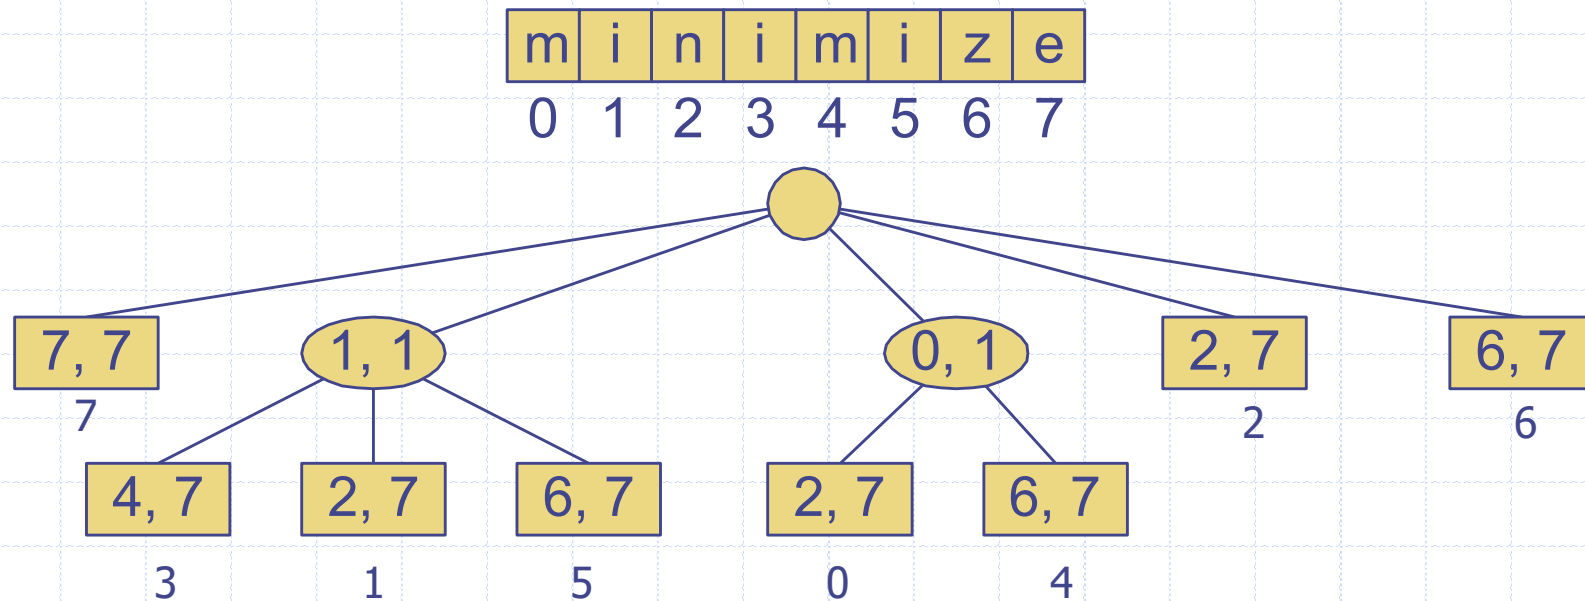 m i n i m i z e
0 1 2 3 4 5 6 7
7, 7 1, 1 0, 1 2, 7 6, 7
7 2 6
4, 7 2, 7 6, 7 2, 7 6, 7
3 1 5 0 4